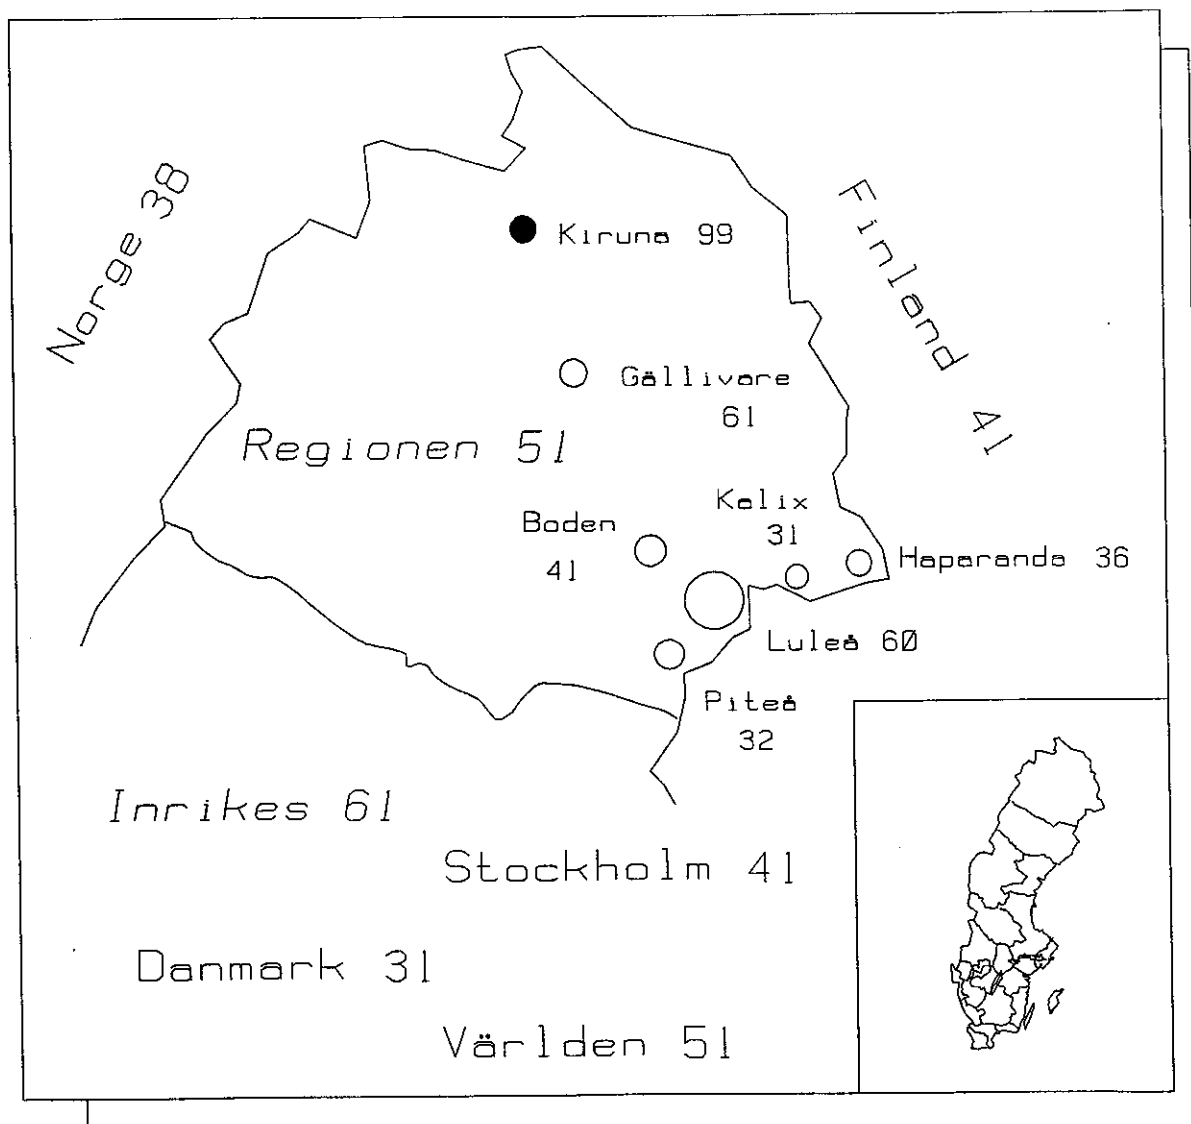 Norge 38
Finland 41
Kiruna 99
Gällivare
61
Regionen 51
Kalix
31
Boden
41
Haparanda 36
Luleå 60
Piteå
32
Inrikes 61
Stockholm 41
Danmark 31
Världen 51